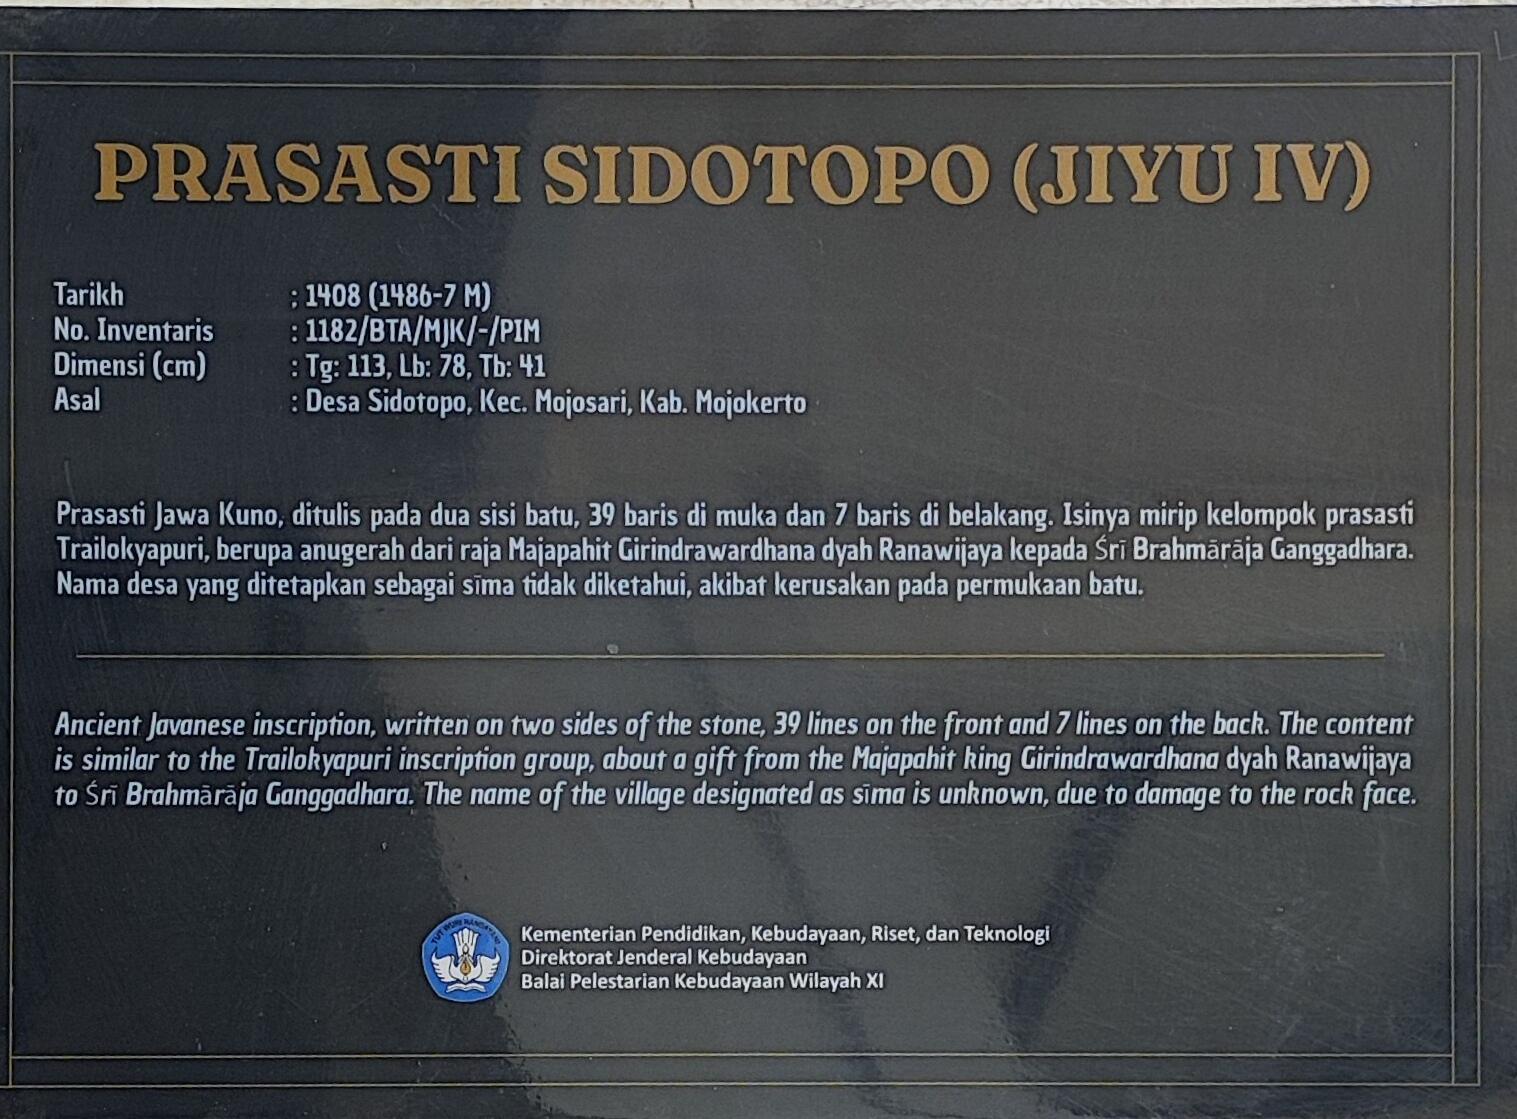 PRASASTI SIDOTOPO (JIYU IV)
Tarikh : 1408 (1486-7 M)
No. Inventaris : 1182/BTA/MJK/-/PIM
Dimensi (cm) : Tg: 113, Lb: 78, Tb: 41
Asal : Desa Sidotopo, Kec. Mojosari, Kab. Mojokerto
Prasasti Jawa Kuno, ditulis pada dua sisi batu, 39 baris di muka dan 7 baris di belakang. Isinya mirip kelompok prasasti
Trailokyapuri, berupa anugerah dari raja Majapahit Girindrawardhana dyah Ranawijaya kepada Śrī Brahmārāja Ganggadhara.
Nama desa yang ditetapkan sebagai sīma tidak diketahui, akibat kerusakan pada permukaan batu.
Ancient Javanese inscription, written on two sides of the stone, 39 lines on the front and 7 lines on the back. The content
is similar to the Trailokyapuri inscription group, about a gift from the Majapahit king Girindrawardhana dyah Ranawijaya
to Śrī Brahmārāja Ganggadhara. The name of the village designated as sīma is unknown, due to damage to the rock face.
TUT WURI HANDAYANI
Kementerian Pendidikan, Kebudayaan, Riset, dan Teknologi
Direktorat Jenderal Kebudayaan
Balai Pelestarian Kebudayaan Wilayah XI